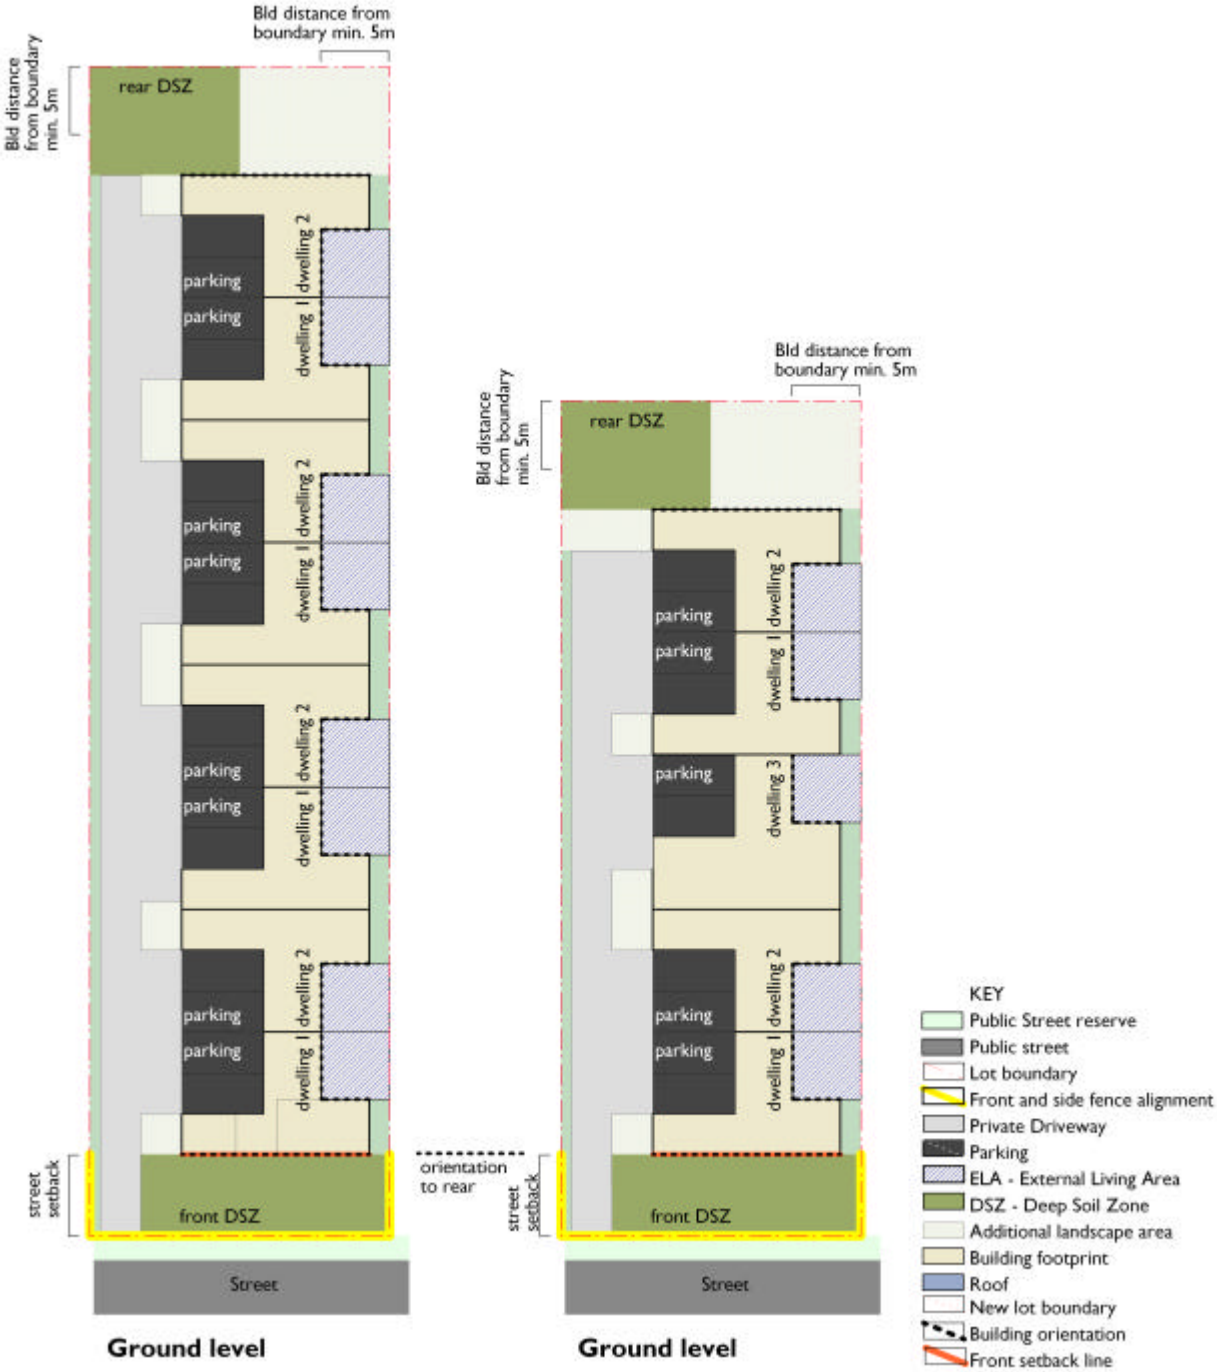 Bld distance from
boundary min. 5m
Bld distance
from boundary
min. 5m
rear DSZ
dwelling 2
parking
parking
dwelling 1
dwelling 2
parking
parking
dwelling 1
dwelling 2
parking
parking
dwelling 1
dwelling 2
parking
parking
dwelling 1
street
setback
front DSZ
Street
Ground level
orientation
to rear
Bld distance from
boundary min. 5m
Bld distance
from boundary
min. 5m
rear DSZ
dwelling 2
parking
parking
dwelling 1
parking
dwelling 3
dwelling 2
parking
parking
dwelling 1
street
setback
front DSZ
Street
Ground level
KEY
Public Street reserve
Public street
Lot boundary
Front and side fence alignment
Private Driveway
Parking
ELA - External Living Area
DSZ - Deep Soil Zone
Additional landscape area
Building footprint
Roof
New lot boundary
Building orientation
Front setback line